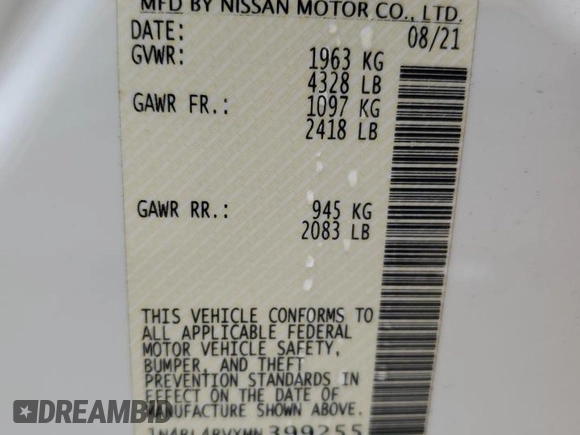 MFD BY NISSAN MOTOR CO., LTD.
DATE: 08/21
GVWR: 1963 KG
4328 LB
GAWR FR.: 1097 KG
2418 LB
GAWR RR.: 945 KG
2083 LB
THIS VEHICLE CONFORMS TO
ALL APPLICABLE FEDERAL
MOTOR VEHICLE SAFETY,
BUMPER, AND THEFT
PREVENTION STANDARDS IN
EFFECT ON THE DATE OF
MANUFACTURE SHOWN ABOVE.
1N4BL4BVXMN399255
DREAMBID